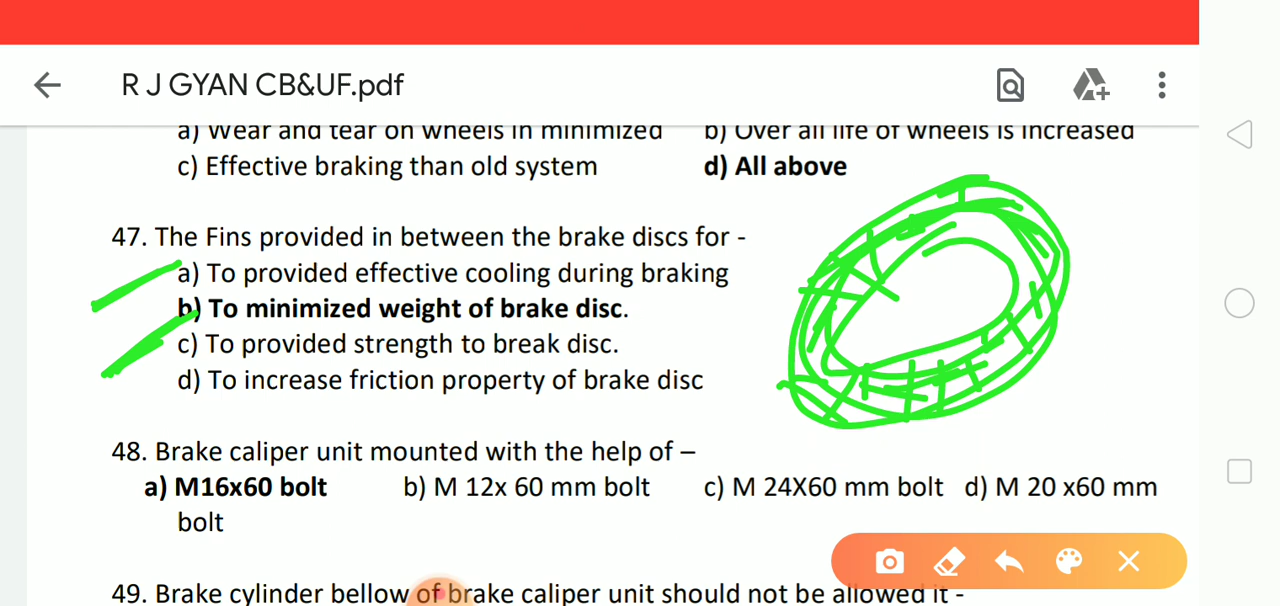 R J GYAN CB&UF.pdf
a) Wear and tear on wheels in minimized b) Over all life of wheels is increased
c) Effective braking than old system d) All above
47. The Fins provided in between the brake discs for -
a) To provided effective cooling during braking
b) To minimized weight of brake disc.
c) To provided strength to break disc.
d) To increase friction property of brake disc
48. Brake caliper unit mounted with the help of –
a) M16x60 bolt b) M 12x 60 mm bolt c) M 24X60 mm bolt d) M 20 x60 mm
bolt
49. Brake cylinder bellow of brake caliper unit should not be allowed it -